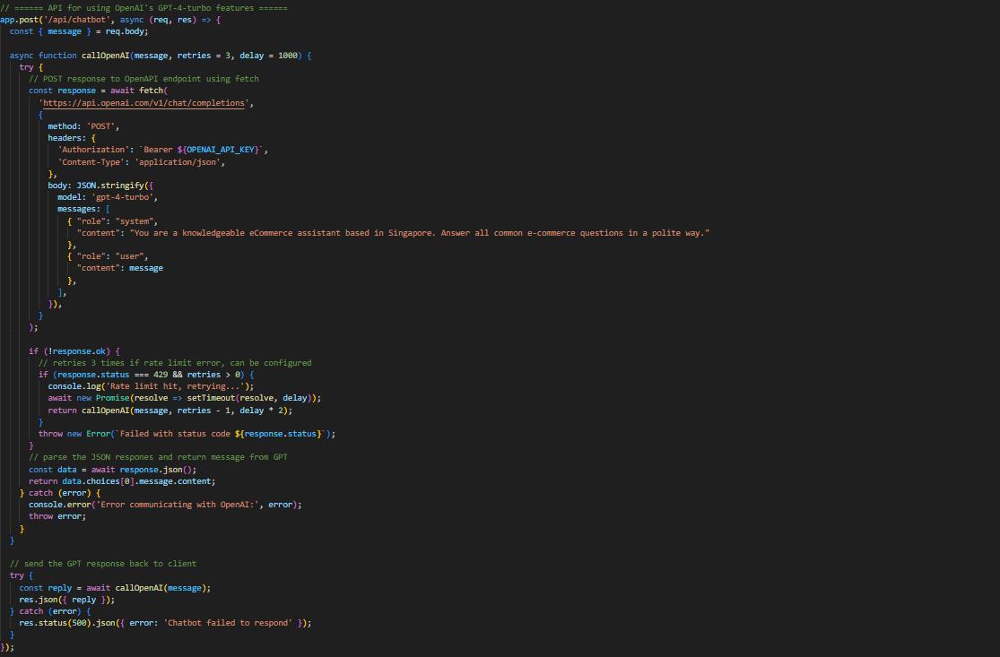 // ====== API for using OpenAI's GPT-4-turbo features ======
app.post('/api/chatbot', async (req, res) => {
  const { message } = req.body;

  async function callOpenAI(message, retries = 3, delay = 1000) {
    try {
      // POST response to OpenAPI endpoint using fetch
      const response = await fetch(
        'https://api.openai.com/v1/chat/completions',
        {
          method: 'POST',
          headers: {
            'Authorization': `Bearer ${OPENAI_API_KEY}`,
            'Content-Type': 'application/json',
          },
          body: JSON.stringify({
            model: 'gpt-4-turbo',
            messages: [
              { "role": "system",
                "content": "You are a knowledgeable eCommerce assistant based in Singapore. Answer all common e-commerce questions in a polite way."
              },
              { "role": "user",
                "content": message
              },
            ],
          }),
        }
      );

      if (!response.ok) {
        // retries 3 times if rate limit error, can be configured
        if (response.status === 429 && retries > 0) {
          console.log('Rate limit hit, retrying...');
          await new Promise(resolve => setTimeout(resolve, delay));
          return callOpenAI(message, retries - 1, delay * 2);
        }
        throw new Error(`Failed with status code ${response.status}`);
      }
      // parse the JSON respones and return message from GPT
      const data = await response.json();
      return data.choices[0].message.content;
    } catch (error) {
      console.error('Error communicating with OpenAI:', error);
      throw error;
    }
  }

  // send the GPT response back to client
  try {
    const reply = await callOpenAI(message);
    res.json({ reply });
  } catch (error) {
    res.status(500).json({ error: 'Chatbot failed to respond' });
  }
});